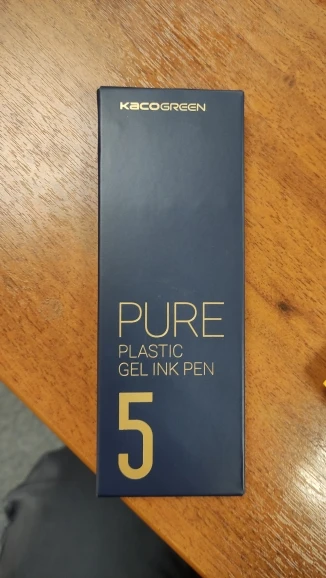 KACOGREEN
PURE
PLASTIC
GEL INK PEN
5